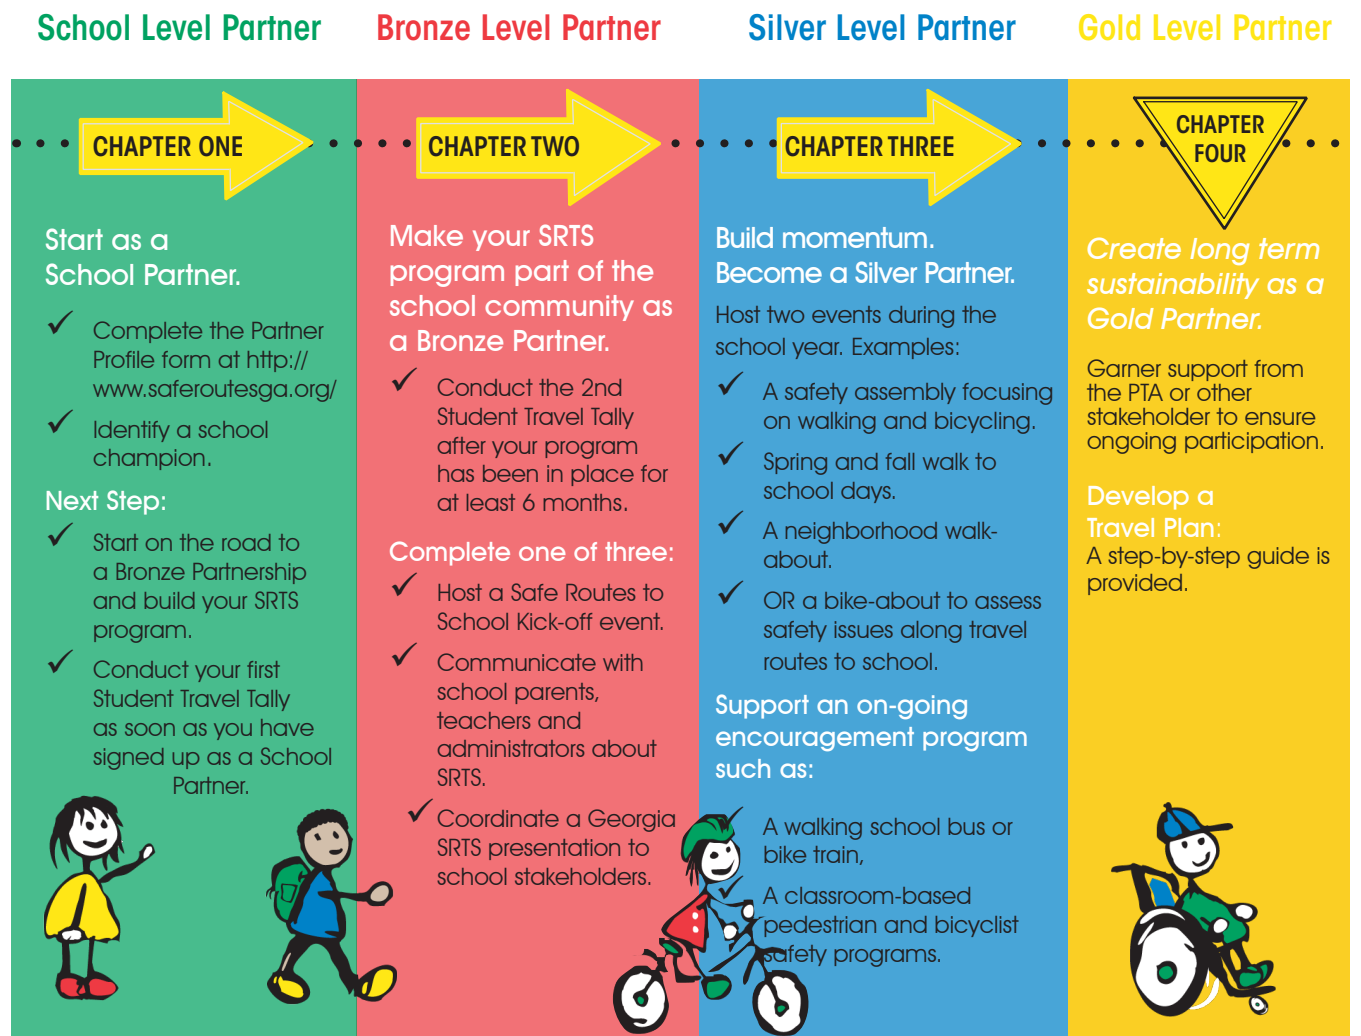 School Level Partner
Bronze Level Partner
Silver Level Partner
Gold Level Partner
CHAPTER ONE
Start as a
School Partner.
✓ Complete the Partner
Profile form at http://
www.saferoutesga.org/
✓ Identify a school
champion.
Next Step:
✓ Start on the road to
a Bronze Partnership
and build your SRTS
program.
✓ Conduct your first
Student Travel Tally
as soon as you have
signed up as a School
Partner.
CHAPTER TWO
Make your SRTS
program part of the
school community as
a Bronze Partner.
✓ Conduct the 2nd
Student Travel Tally
after your program
has been in place for
at least 6 months.
Complete one of three:
✓ Host a Safe Routes to
School Kick-off event.
✓ Communicate with
school parents,
teachers and
administrators about
SRTS.
✓ Coordinate a Georgia
SRTS presentation to
school stakeholders.
CHAPTER THREE
Build momentum.
Become a Silver Partner.
Host two events during the
school year. Examples:
✓ A safety assembly focusing
on walking and bicycling.
✓ Spring and fall walk to
school days.
✓ A neighborhood walk-
about.
✓ OR a bike-about to assess
safety issues along travel
routes to school.
Support an on-going
encouragement program
such as:
✓ A walking school bus or
bike train,
✓ A classroom-based
pedestrian and bicyclist
safety programs.
CHAPTER
FOUR
Create long term
sustainability as a
Gold Partner.
Garner support from
the PTA or other
stakeholder to ensure
ongoing participation.
Develop a
Travel Plan:
A step-by-step guide is
provided.